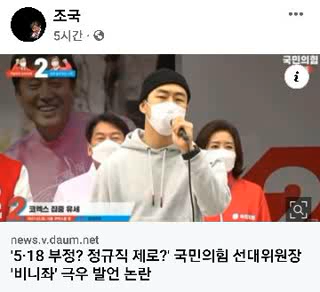 조국
5시간 ·
2
국민의힘
i
코엑스 집중 유세
news.v.daum.net
'5·18 부정? 정규직 제로?' 국민의힘 선대위원장
'비니좌' 극우 발언 논란